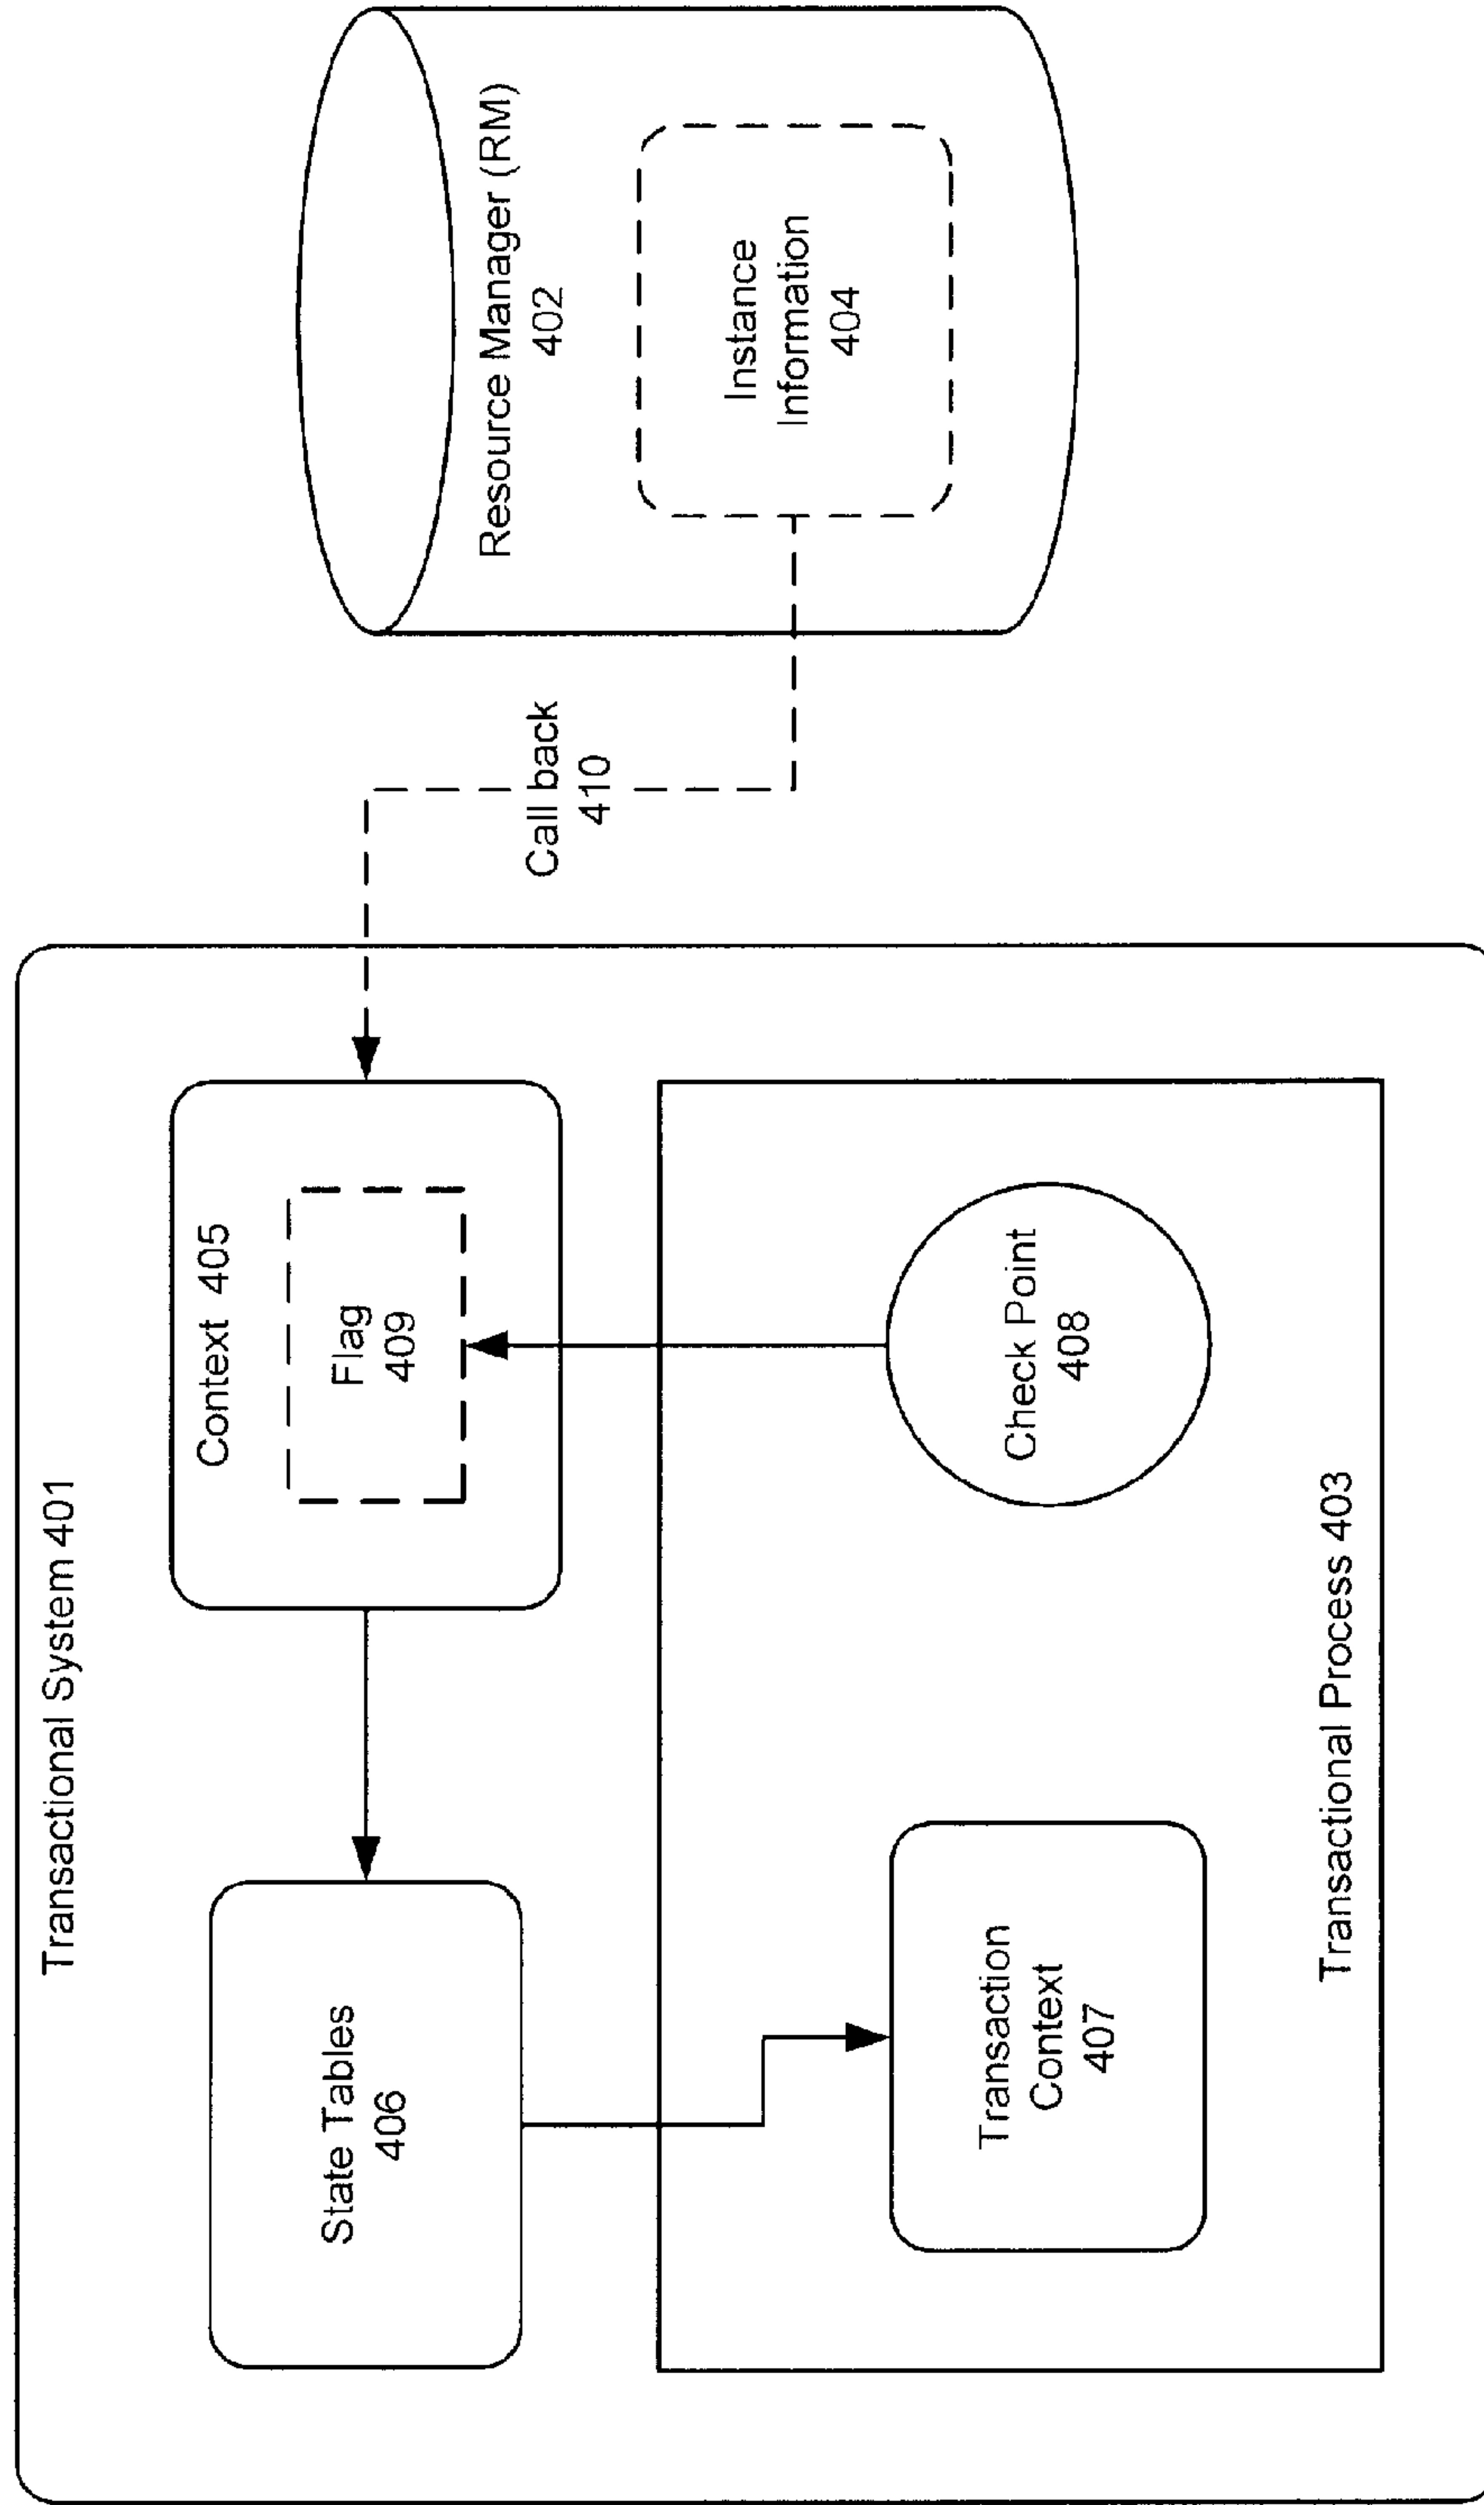 Transactional System 401
State Tables
406
Context 405
Flag
409
Call back
410
Resource Manager (RM)
402
Instance
Information
404
Transaction
Context
407
Check Point
408
Transactional Process 403